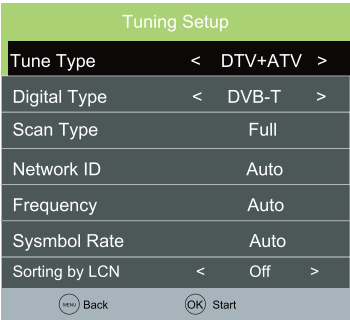 Tuning Setup
Tune Type < DTV+ATV >
Digital Type < DVB-T >
Scan Type Full
Network ID Auto
Frequency Auto
Sysmbol Rate Auto
Sorting by LCN < Off >
MENU Back OK Start